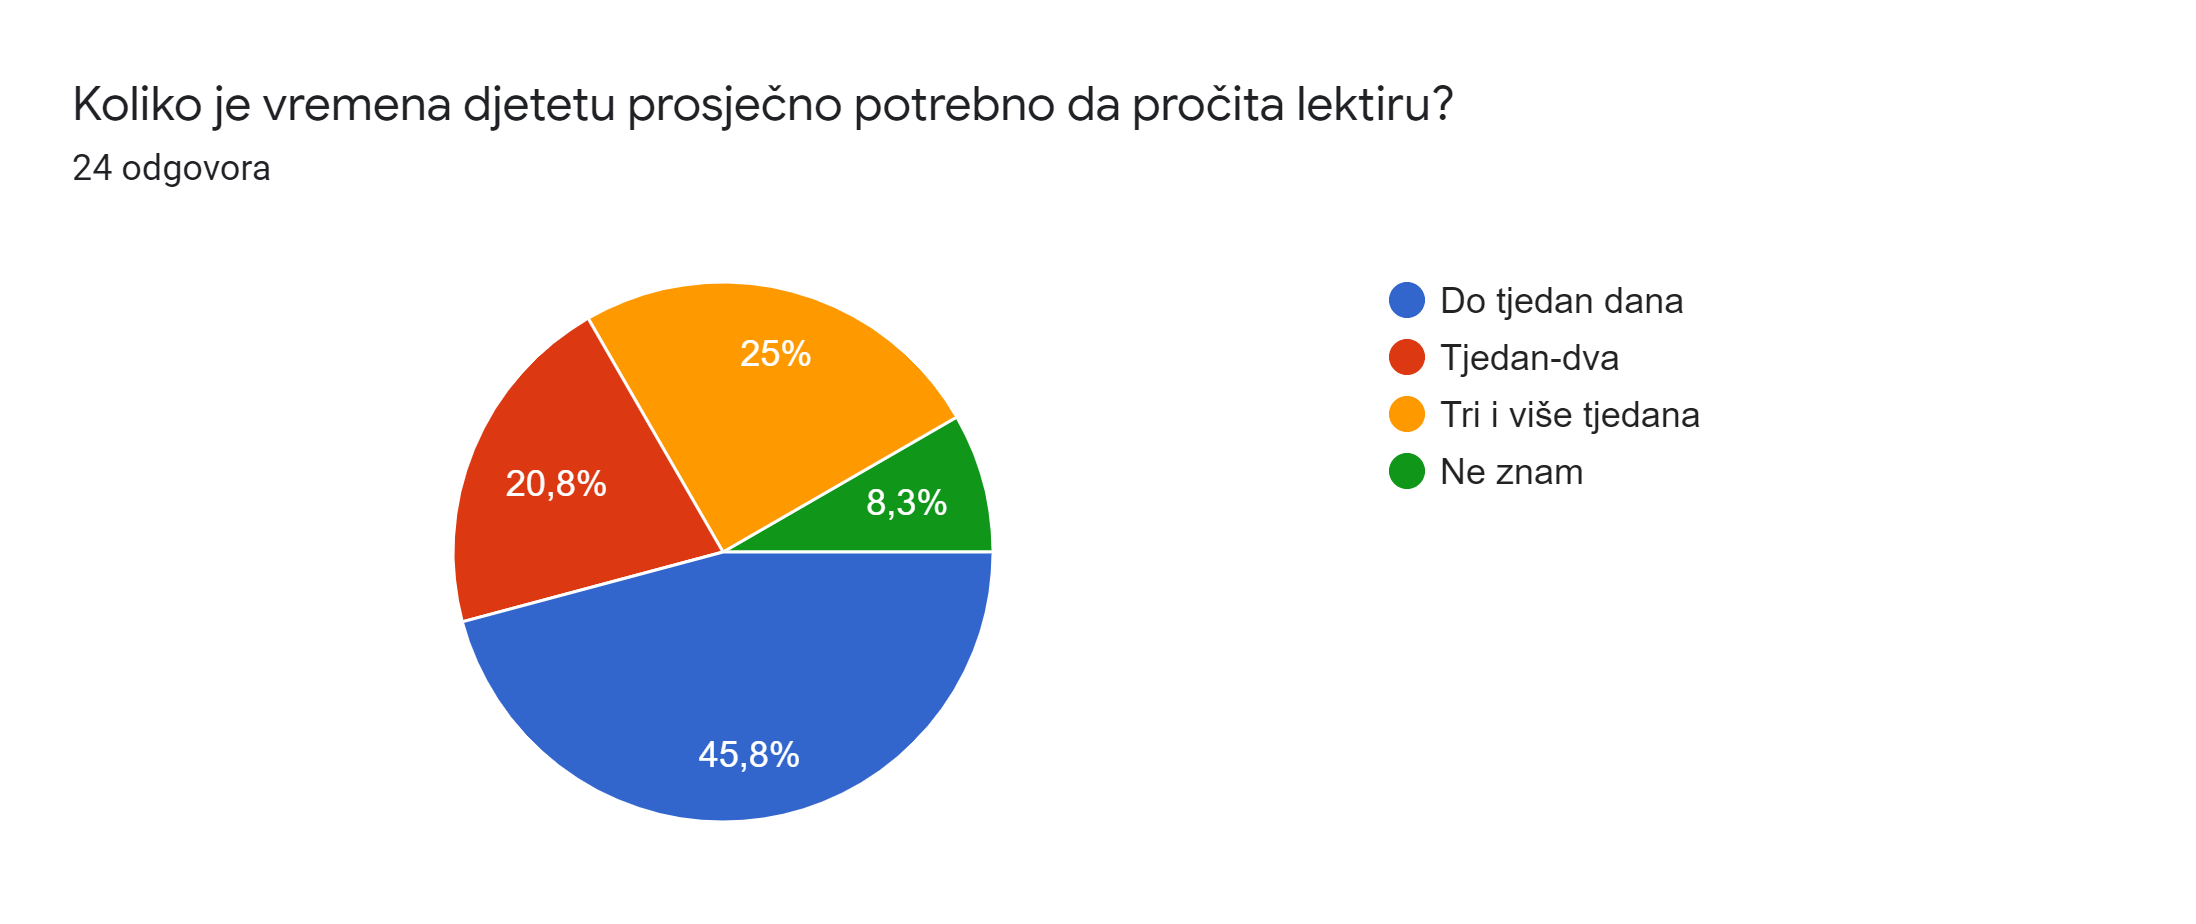 Koliko je vremena djetetu prosječno potrebno da pročita lektiru?
24 odgovora
25%
20,8%
8,3%
45,8%
Do tjedan dana
Tjedan-dva
Tri i više tjedana
Ne znam